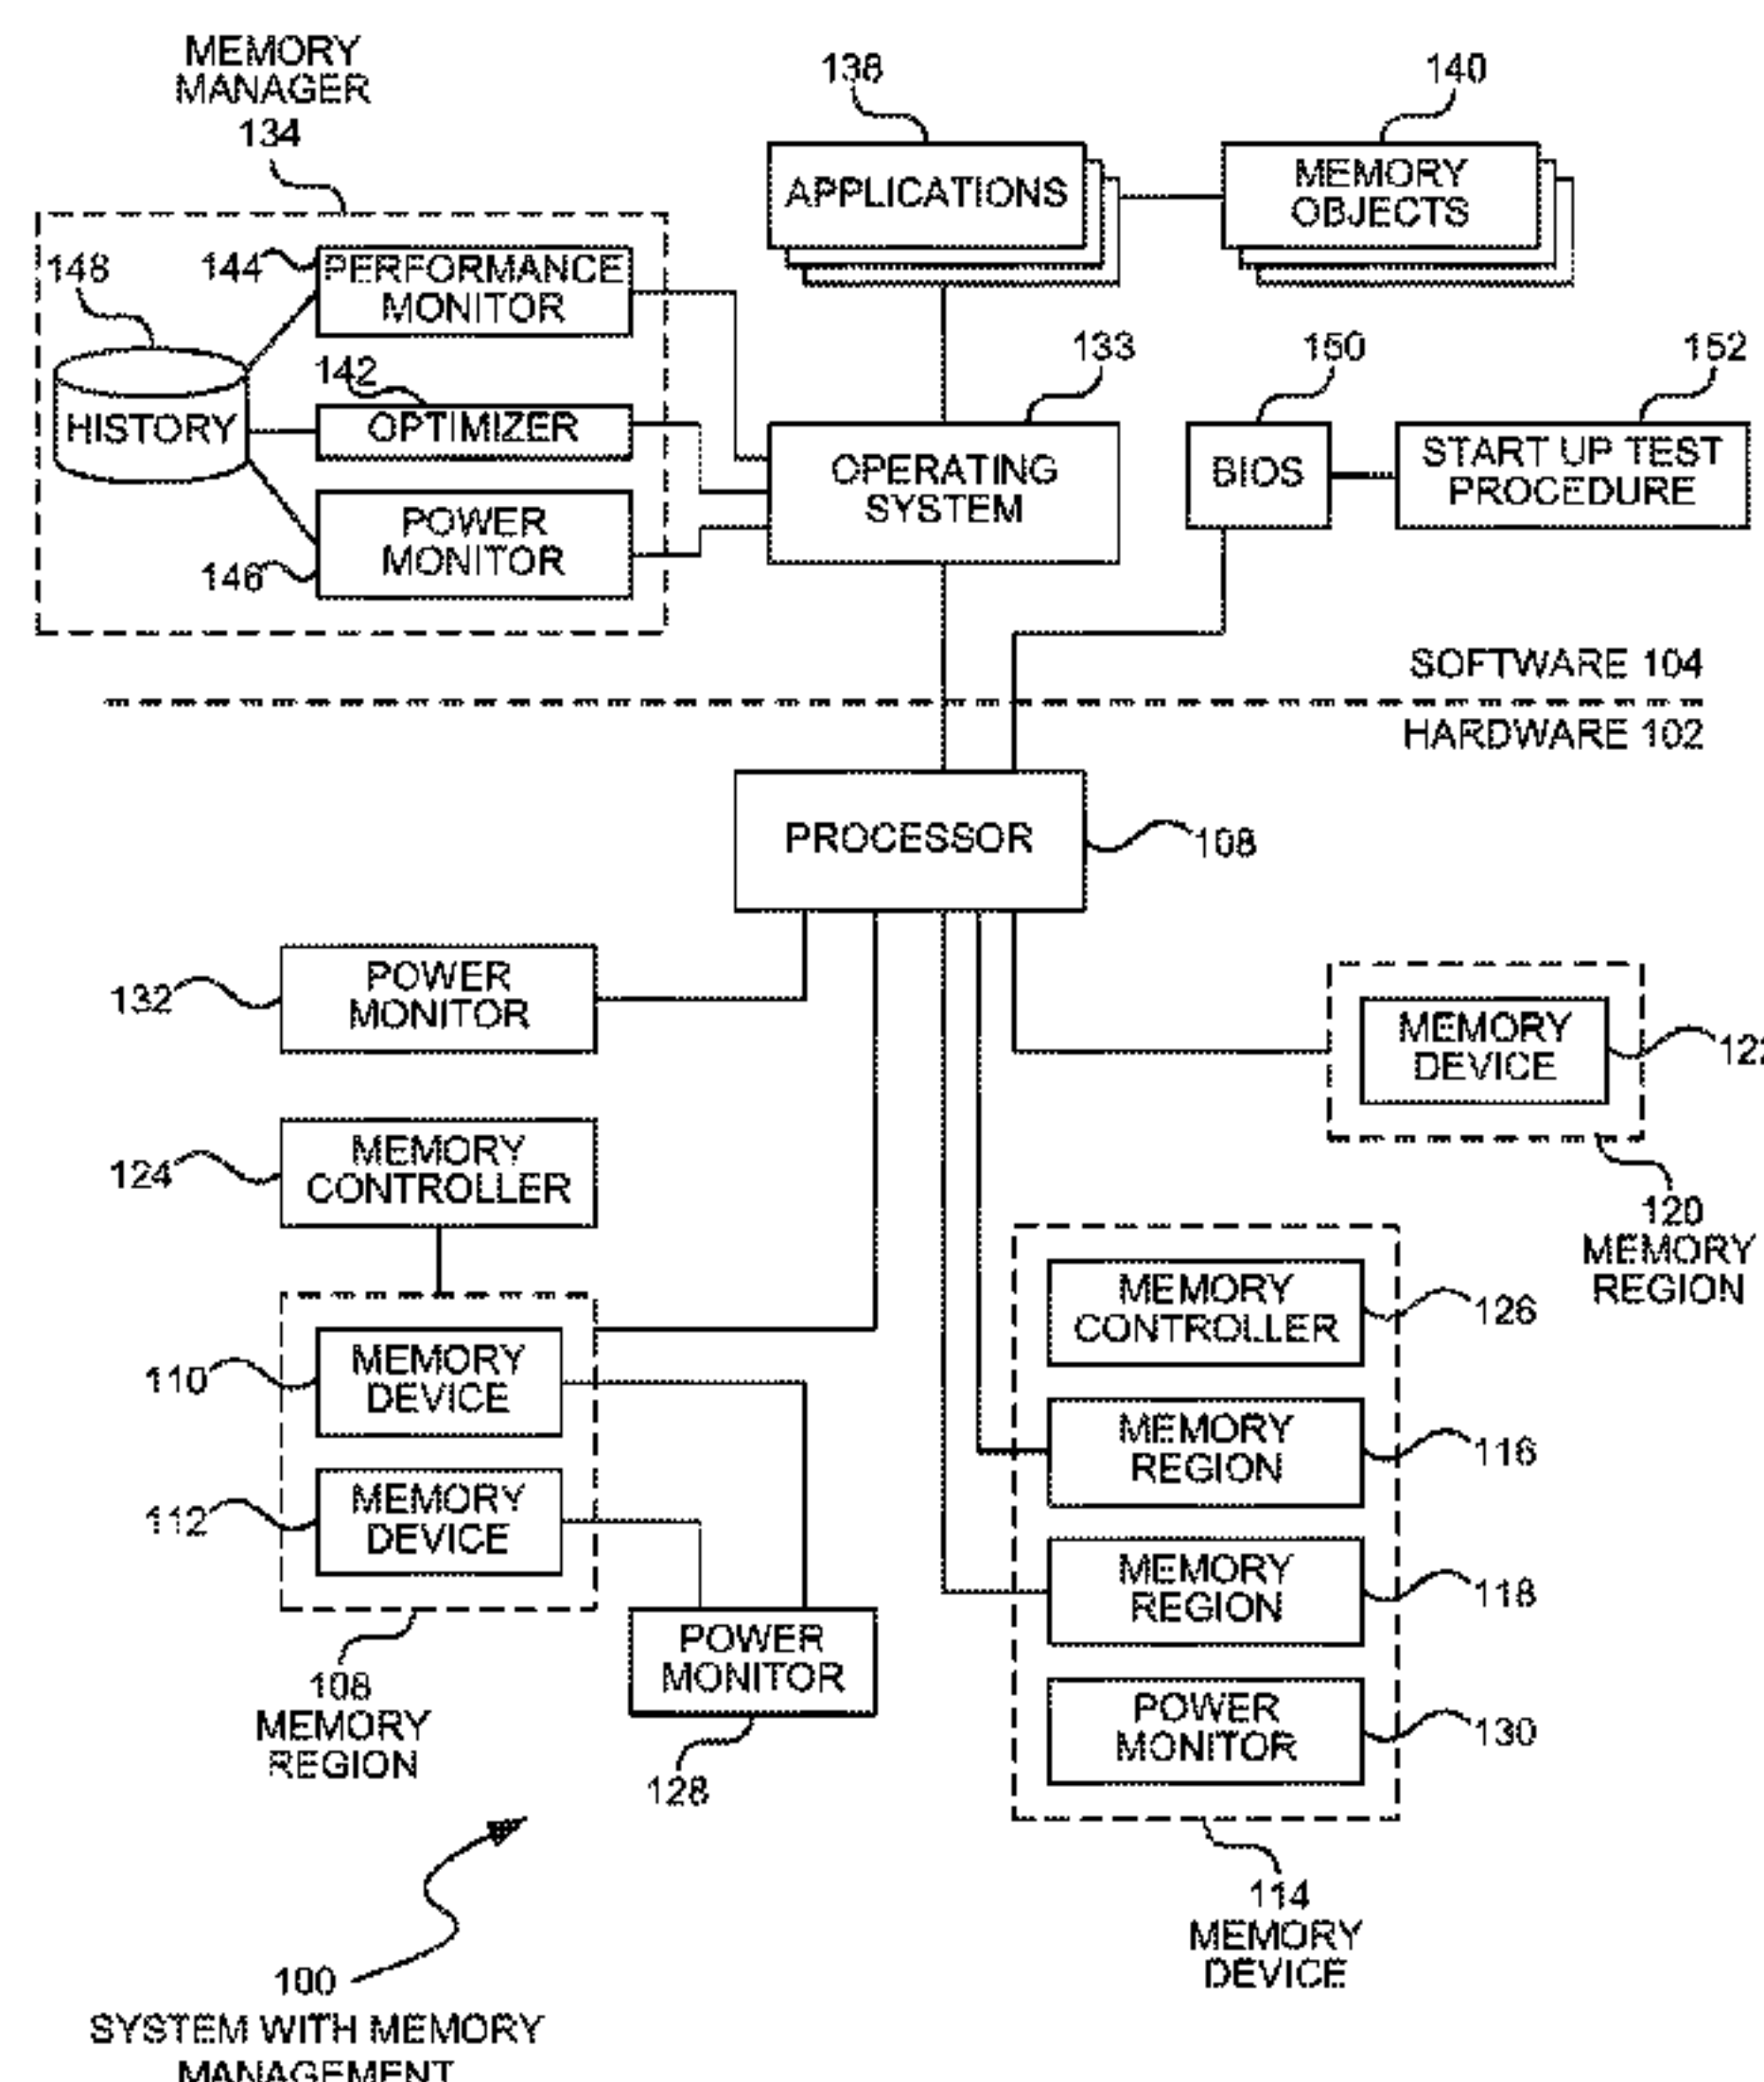 MEMORY
MANAGER
134
138
140
APPLICATIONS
MEMORY
OBJECTS
148
144
PERFORMANCE
MONITOR
142
HISTORY
OPTIMIZER
POWER
MONITOR
146
133
OPERATING
SYSTEM
150
BIOS
152
START UP TEST
PROCEDURE
SOFTWARE 104
HARDWARE 102
PROCESSOR
108
132
POWER
MONITOR
MEMORY
DEVICE
122
120
MEMORY
REGION
124
MEMORY
CONTROLLER
110
MEMORY
DEVICE
112
MEMORY
DEVICE
108
MEMORY
REGION
POWER
MONITOR
128
MEMORY
CONTROLLER
126
MEMORY
REGION
116
MEMORY
REGION
118
POWER
MONITOR
130
114
MEMORY
DEVICE
100
SYSTEM WITH MEMORY
MANAGEMENT